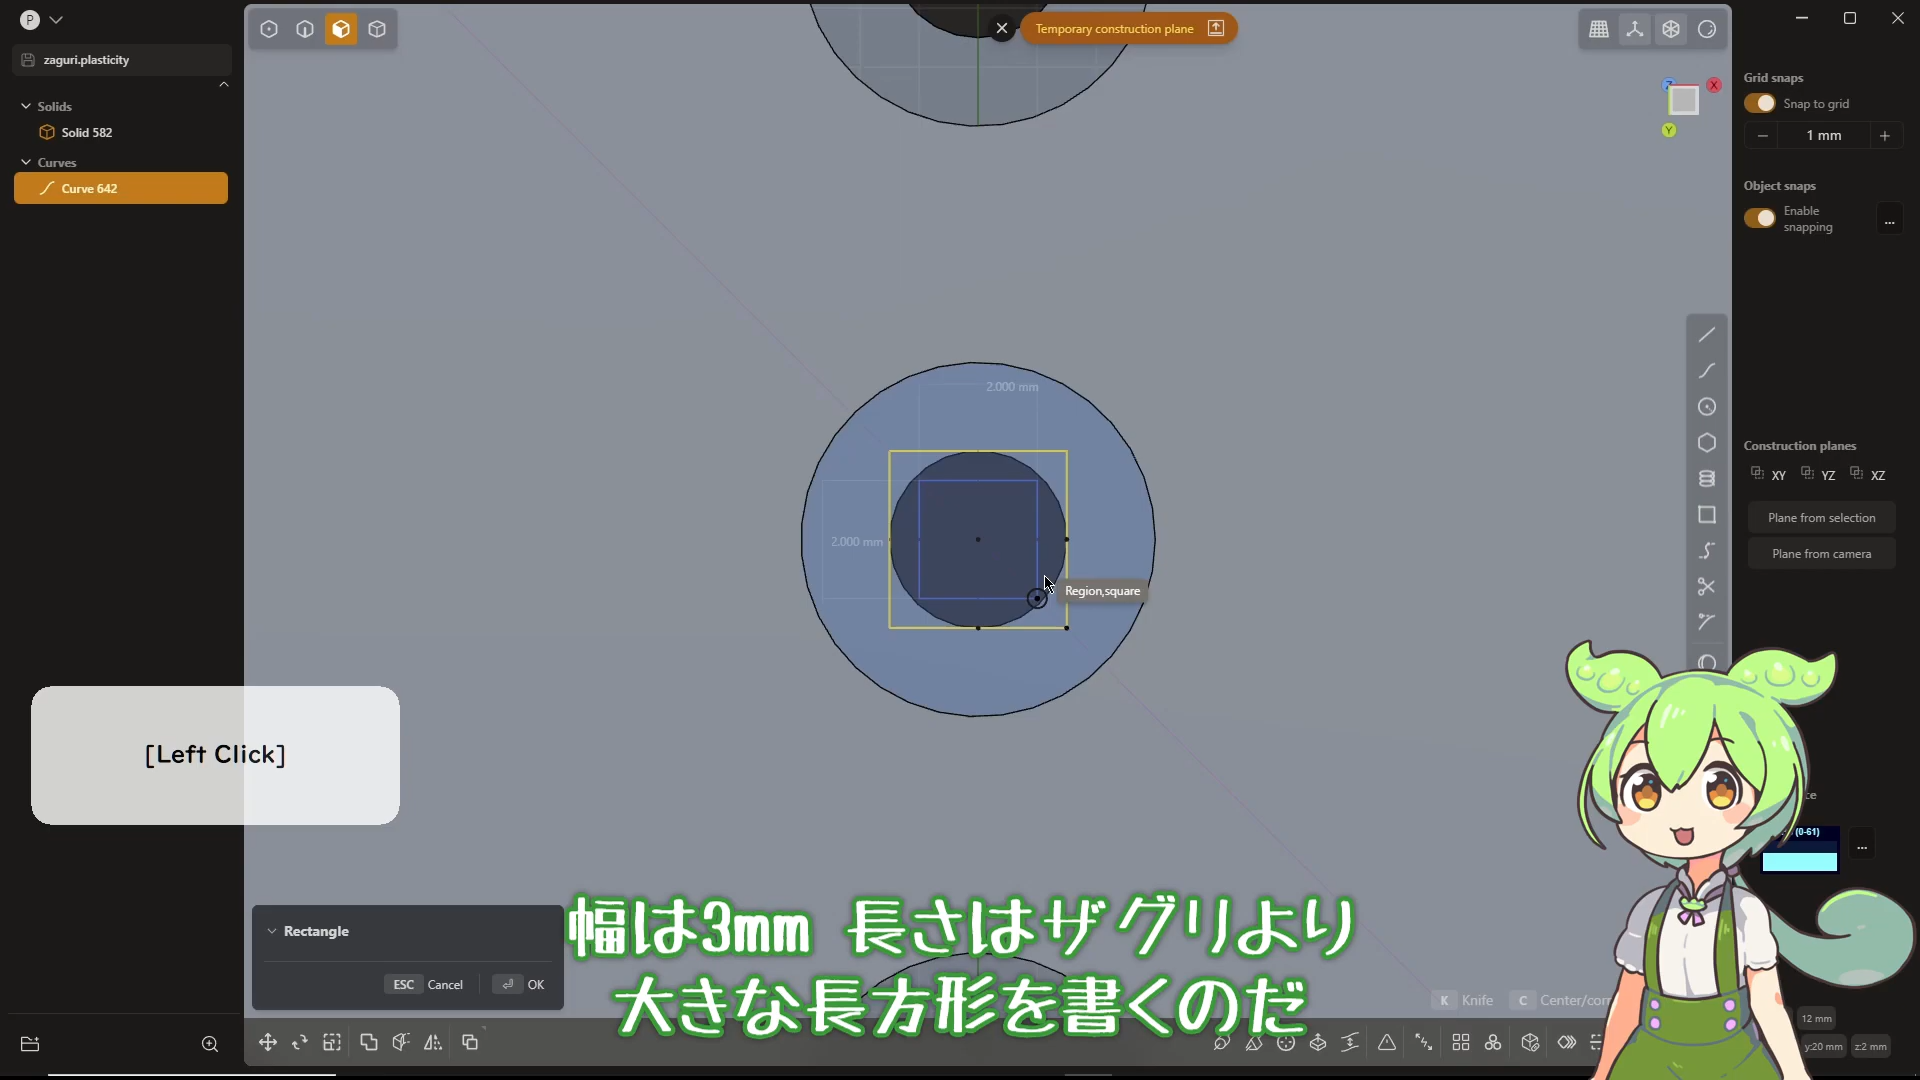 P
zaguri.plasticity
Solids
Solid 582
Curves
Curve 642
Temporary construction plane
Z
X
Y
Grid snaps
Snap to grid
1 mm
Object snaps
Enable
snapping
...
Construction planes
XY YZ XZ
Plane from selection
Plane from camera
2.000 mm
2.000 mm
Region,square
[Left Click]
(0-61)
...
Rectangle
ESC Cancel
OK
幅は3mm 長さはザグリより
大きな長方形を書くのだ
K Knife C Center/corn
12 mm
y:20 mm z:2 mm